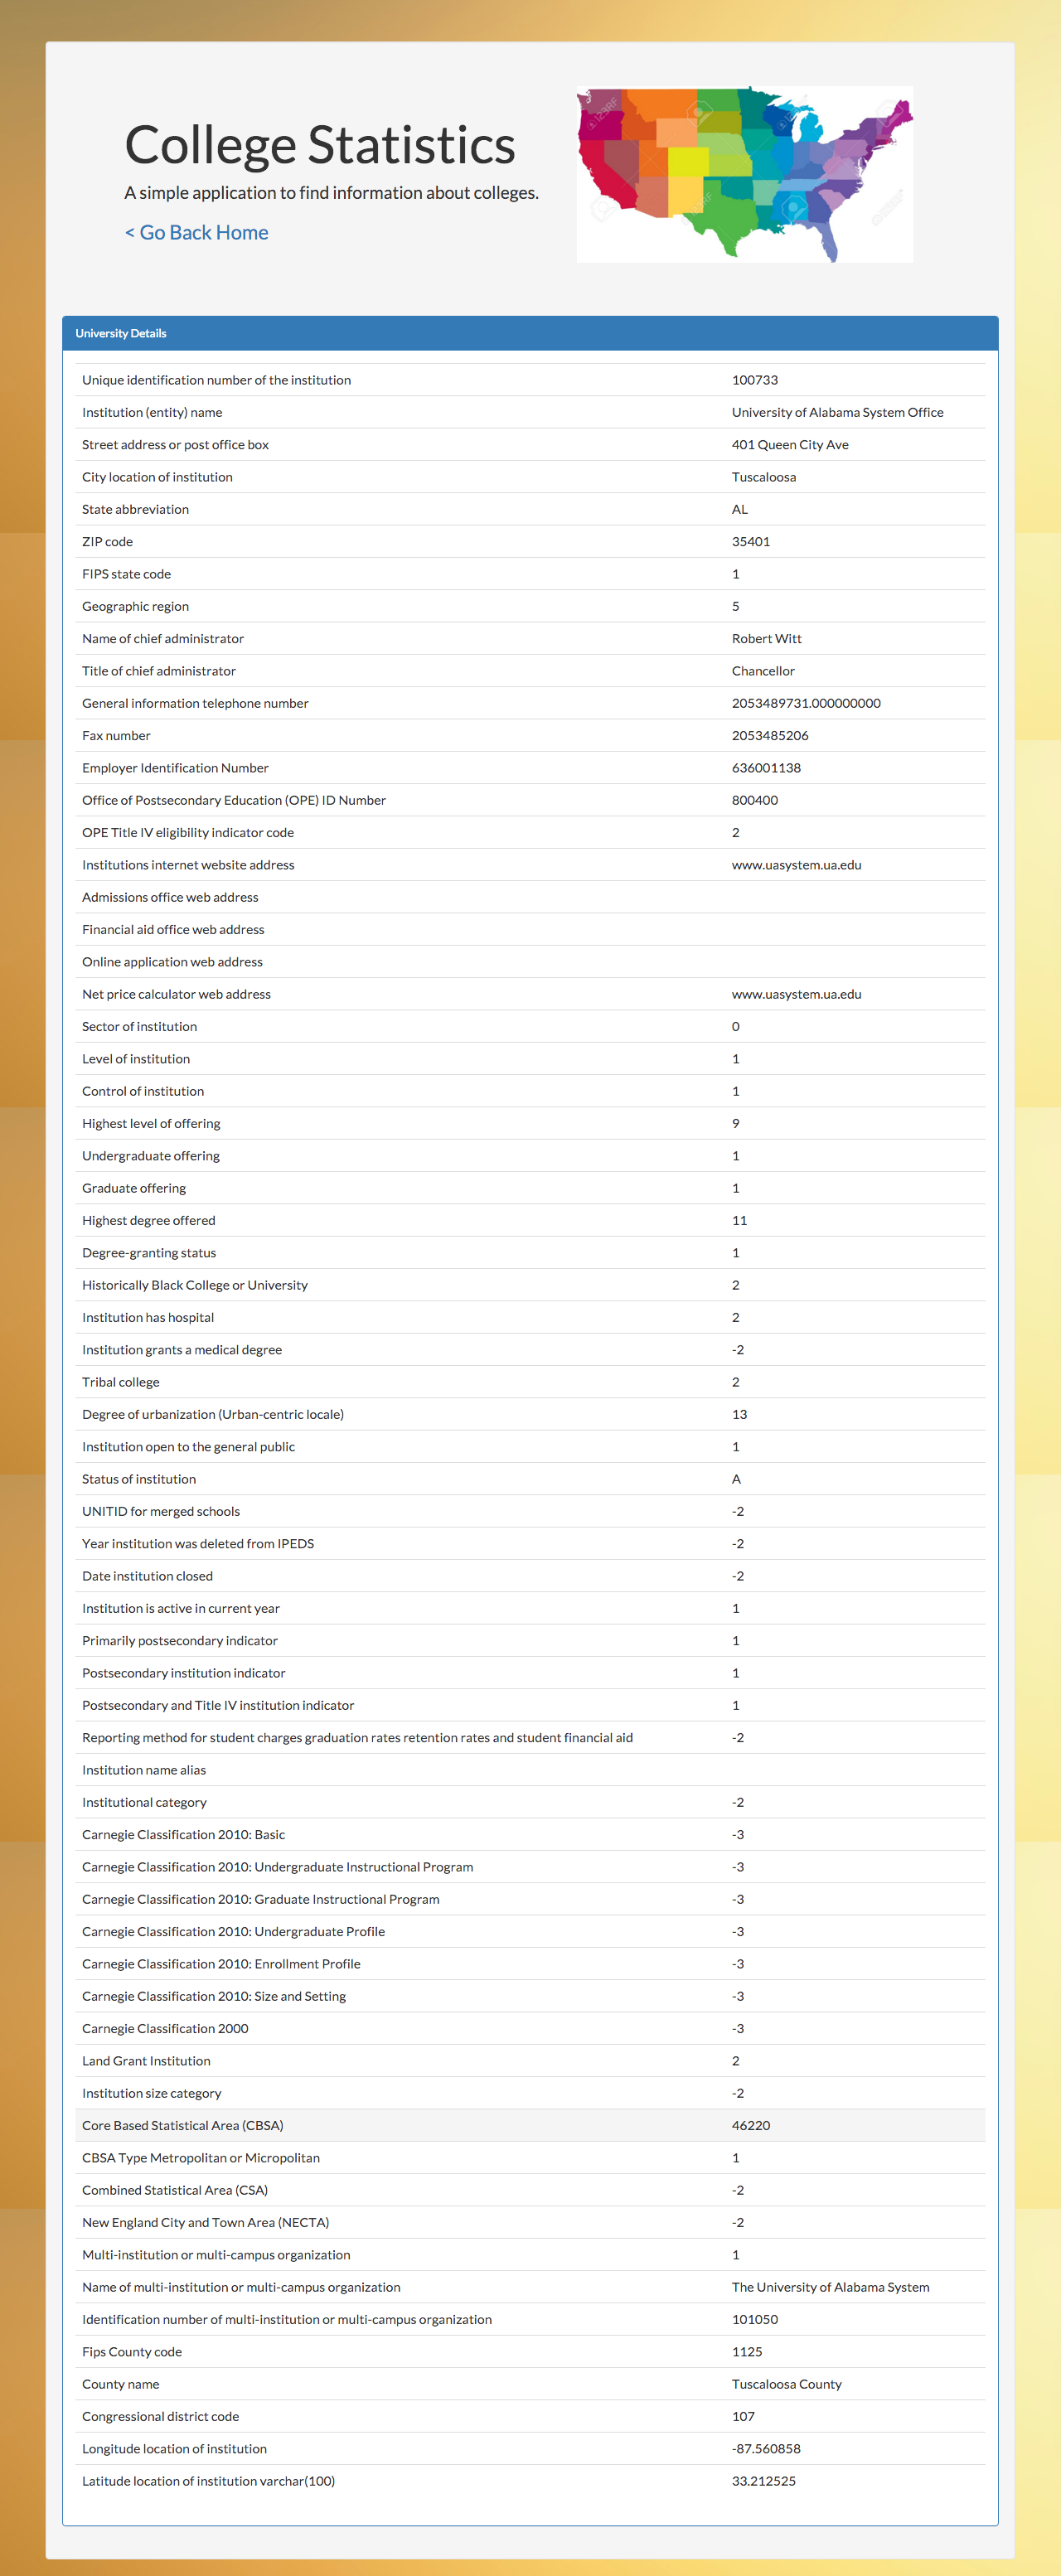 College Statistics
A simple application to find information about colleges.
< Go Back Home
123RF
University Details
Unique identification number of the institution 100733
Institution (entity) name University of Alabama System Office
Street address or post office box 401 Queen City Ave
City location of institution Tuscaloosa
State abbreviation AL
ZIP code 35401
FIPS state code 1
Geographic region 5
Name of chief administrator Robert Witt
Title of chief administrator Chancellor
General information telephone number 2053489731.000000000
Fax number 2053485206
Employer Identification Number 636001138
Office of Postsecondary Education (OPE) ID Number 800400
OPE Title IV eligibility indicator code 2
Institutions internet website address www.uasystem.ua.edu
Admissions office web address
Financial aid office web address
Online application web address
Net price calculator web address www.uasystem.ua.edu
Sector of institution 0
Level of institution 1
Control of institution 1
Highest level of offering 9
Undergraduate offering 1
Graduate offering 1
Highest degree offered 11
Degree-granting status 1
Historically Black College or University 2
Institution has hospital 2
Institution grants a medical degree -2
Tribal college 2
Degree of urbanization (Urban-centric locale) 13
Institution open to the general public 1
Status of institution A
UNITID for merged schools -2
Year institution was deleted from IPEDS -2
Date institution closed -2
Institution is active in current year 1
Primarily postsecondary indicator 1
Postsecondary institution indicator 1
Postsecondary and Title IV institution indicator 1
Reporting method for student charges graduation rates retention rates and student financial aid -2
Institution name alias
Institutional category -2
Carnegie Classification 2010: Basic -3
Carnegie Classification 2010: Undergraduate Instructional Program -3
Carnegie Classification 2010: Graduate Instructional Program -3
Carnegie Classification 2010: Undergraduate Profile -3
Carnegie Classification 2010: Enrollment Profile -3
Carnegie Classification 2010: Size and Setting -3
Carnegie Classification 2000 -3
Land Grant Institution 2
Institution size category -2
Core Based Statistical Area (CBSA) 46220
CBSA Type Metropolitan or Micropolitan 1
Combined Statistical Area (CSA) -2
New England City and Town Area (NECTA) -2
Multi-institution or multi-campus organization 1
Name of multi-institution or multi-campus organization The University of Alabama System
Identification number of multi-institution or multi-campus organization 101050
Fips County code 1125
County name Tuscaloosa County
Congressional district code 107
Longitude location of institution -87.560858
Latitude location of institution varchar(100) 33.212525